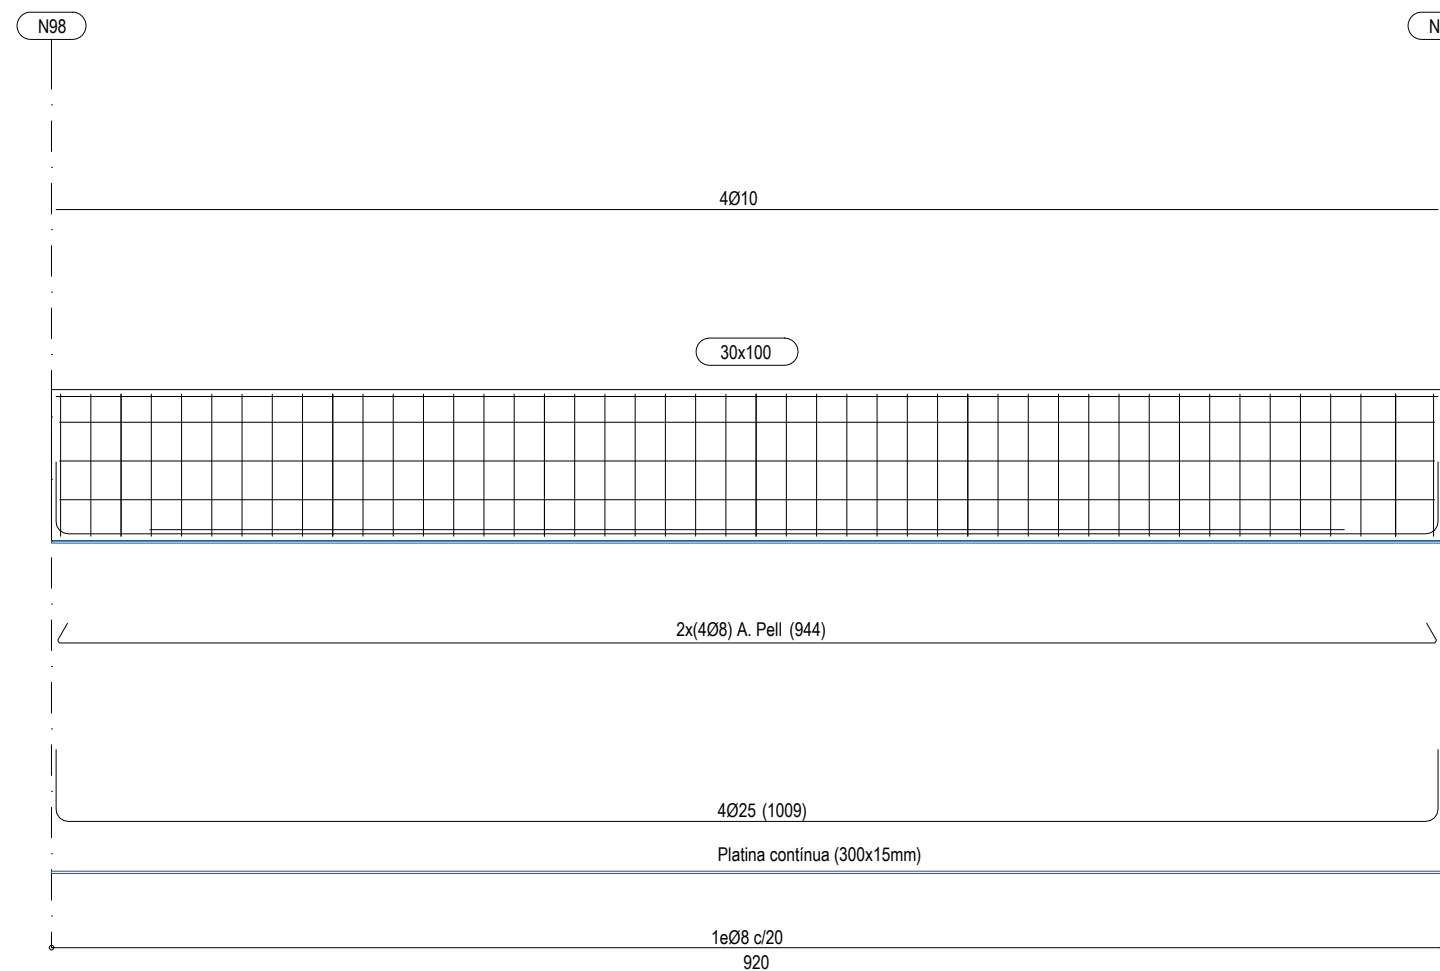 N98
N
4Ø10
30x100
2x(4Ø8) A. Pell (944)
4Ø25 (1009)
Platina contínua (300x15mm)
1eØ8 c/20
920